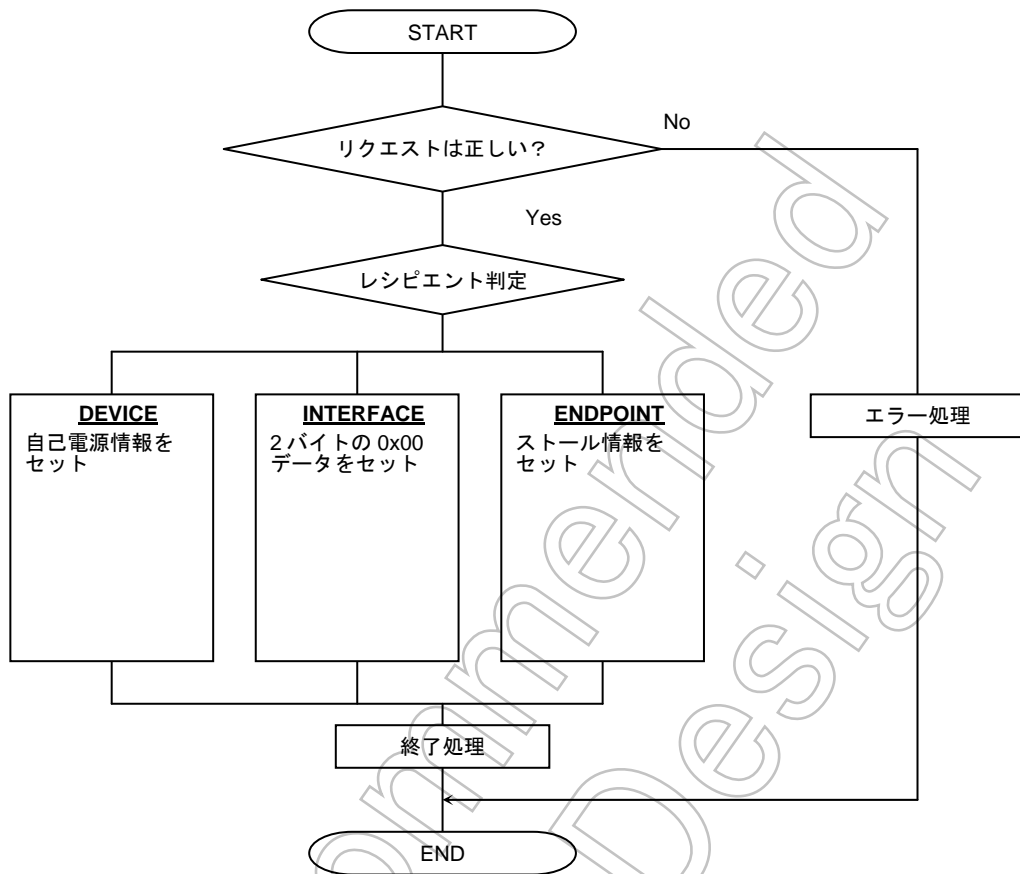 START
リクエストは正しい?
No
Yes
レシピエント判定
DEVICE
自己電源情報を
セット
INTERFACE
2バイトの 0x00
データをセット
ENDPOINT
ストール情報を
セット
エラー処理
終了処理
END
ommended
Design